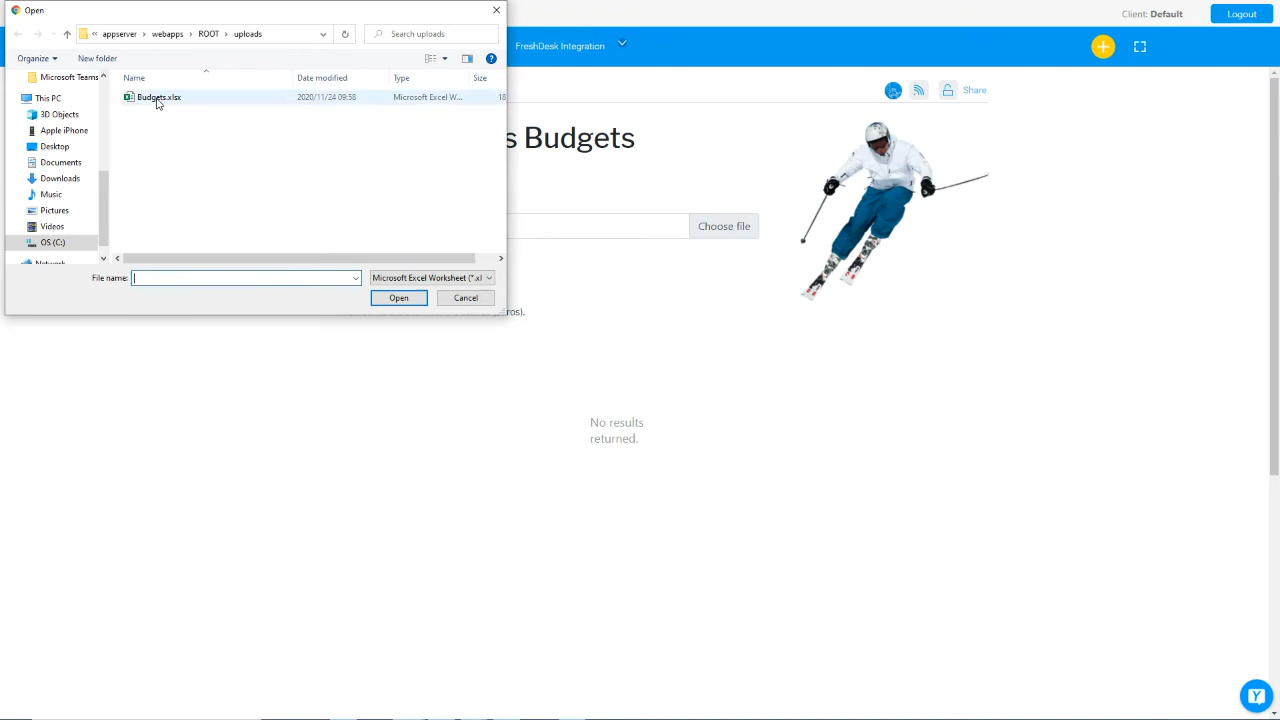 Open
Client: Default
Logout
« appserver › webapps › ROOT › uploads
Search uploads
FreshDesk Integration
Organize
New folder
Name
Date modified
Type
Size
Microsoft Teams
This PC
3D Objects
Apple iPhone
Desktop
Documents
Downloads
Music
Pictures
Videos
OS (C:)
Budgets.xlsx
2020/11/24 09:58
Microsoft Excel W...
18
File name:
Microsoft Excel Worksheet (*.xl
Open
Cancel
Share
s Budgets
Choose file
ros).
No results
returned.